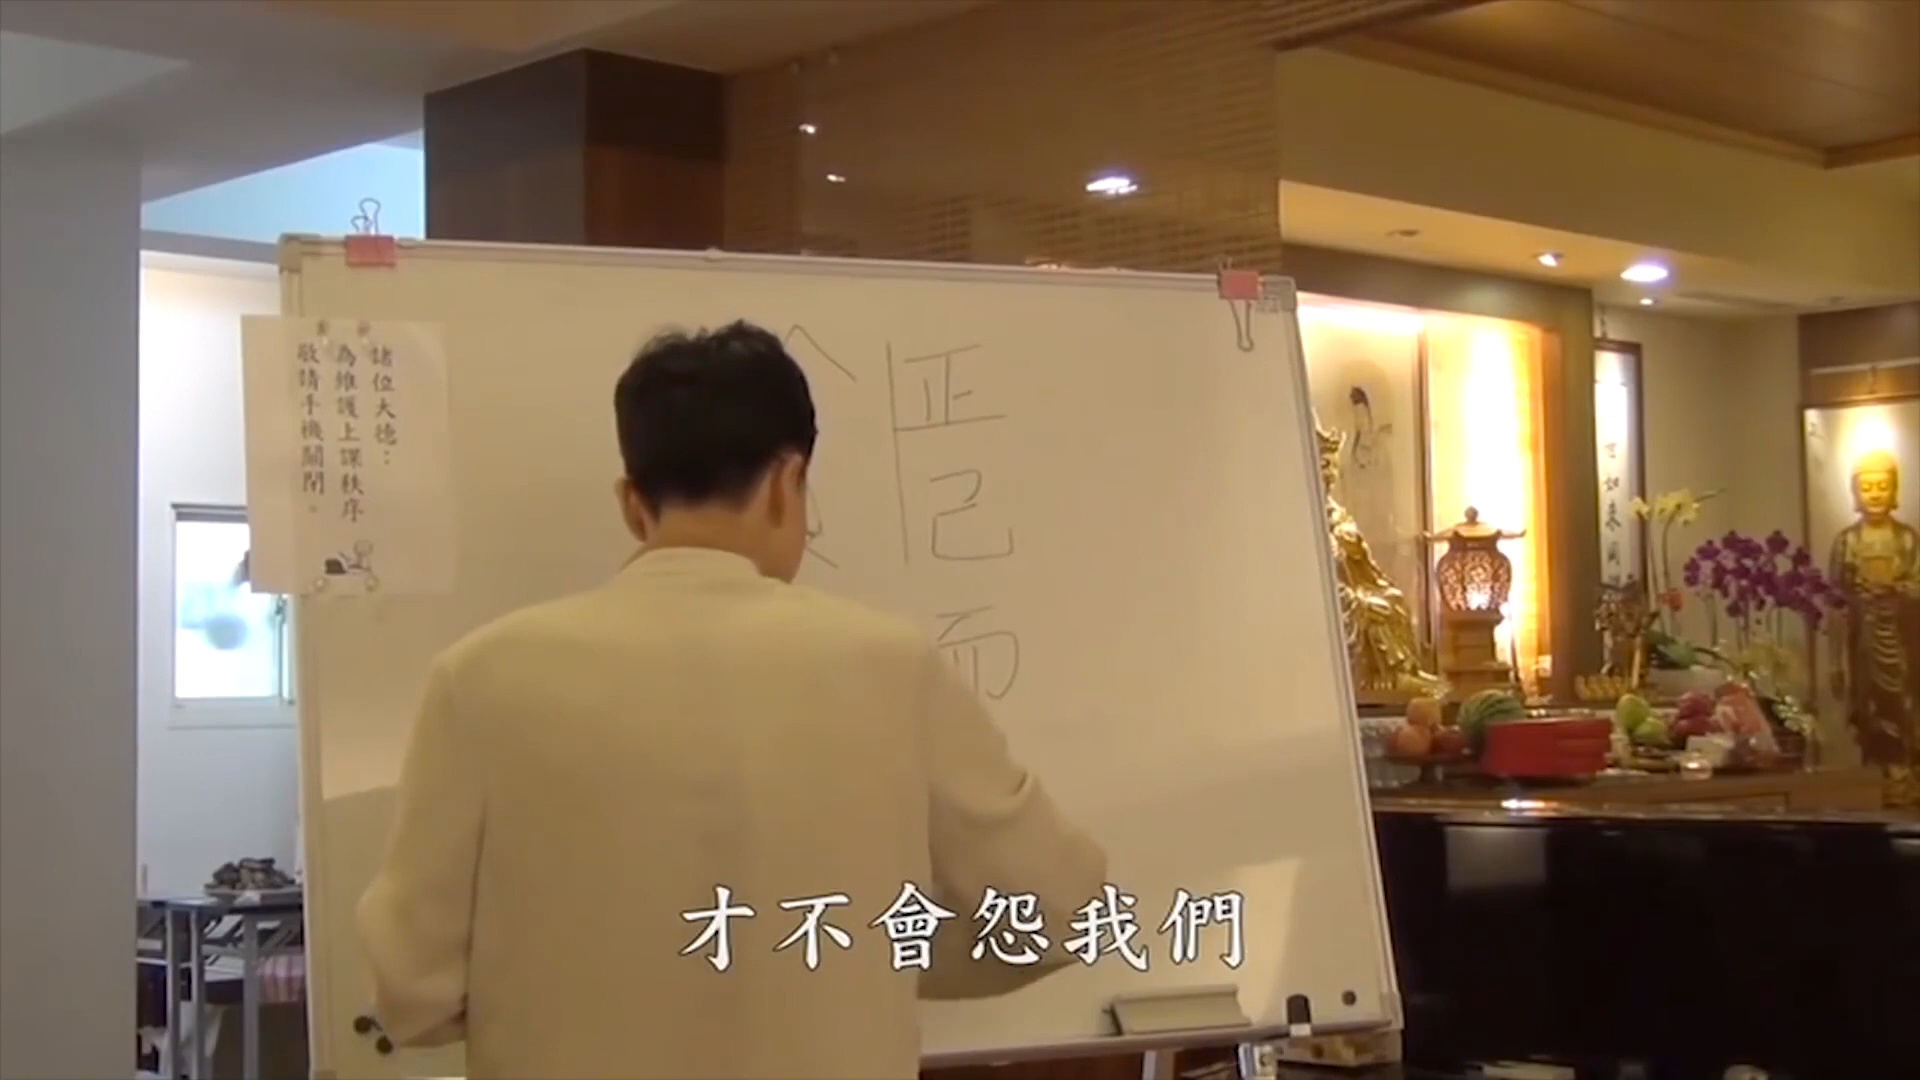 諸位大德：
為維護上課秩序
敬請手機關閉。
正己而
才不會怨我們